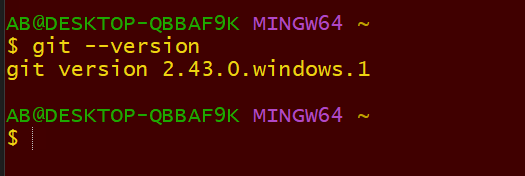 AB@DESKTOP-QBBAF9K MINGW64 ~
$ git --version
git version 2.43.0.windows.1
AB@DESKTOP-QBBAF9K MINGW64 ~
$